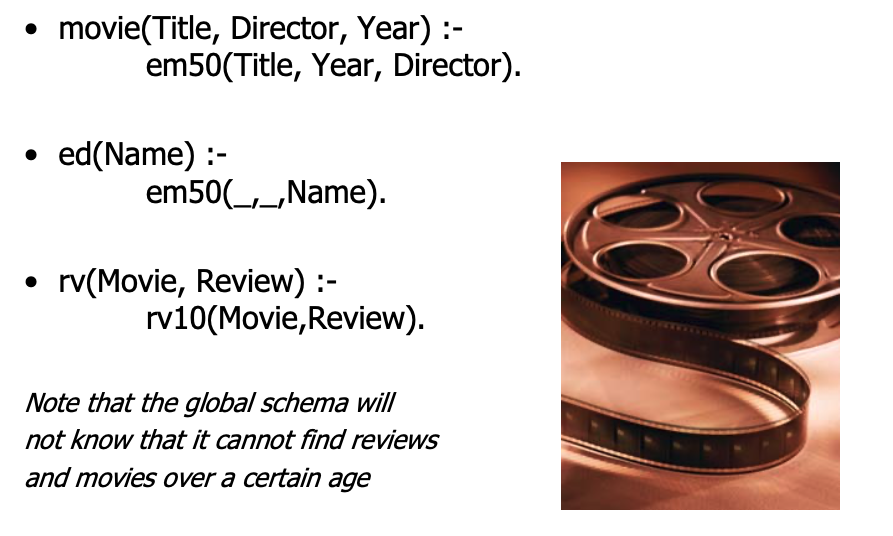 • movie(Title, Director, Year) :-
em50(Title, Year, Director).
• ed(Name) :-
em50(_,_,Name).
• rv(Movie, Review) :-
rv10(Movie,Review).
Note that the global schema will
not know that it cannot find reviews
and movies over a certain age